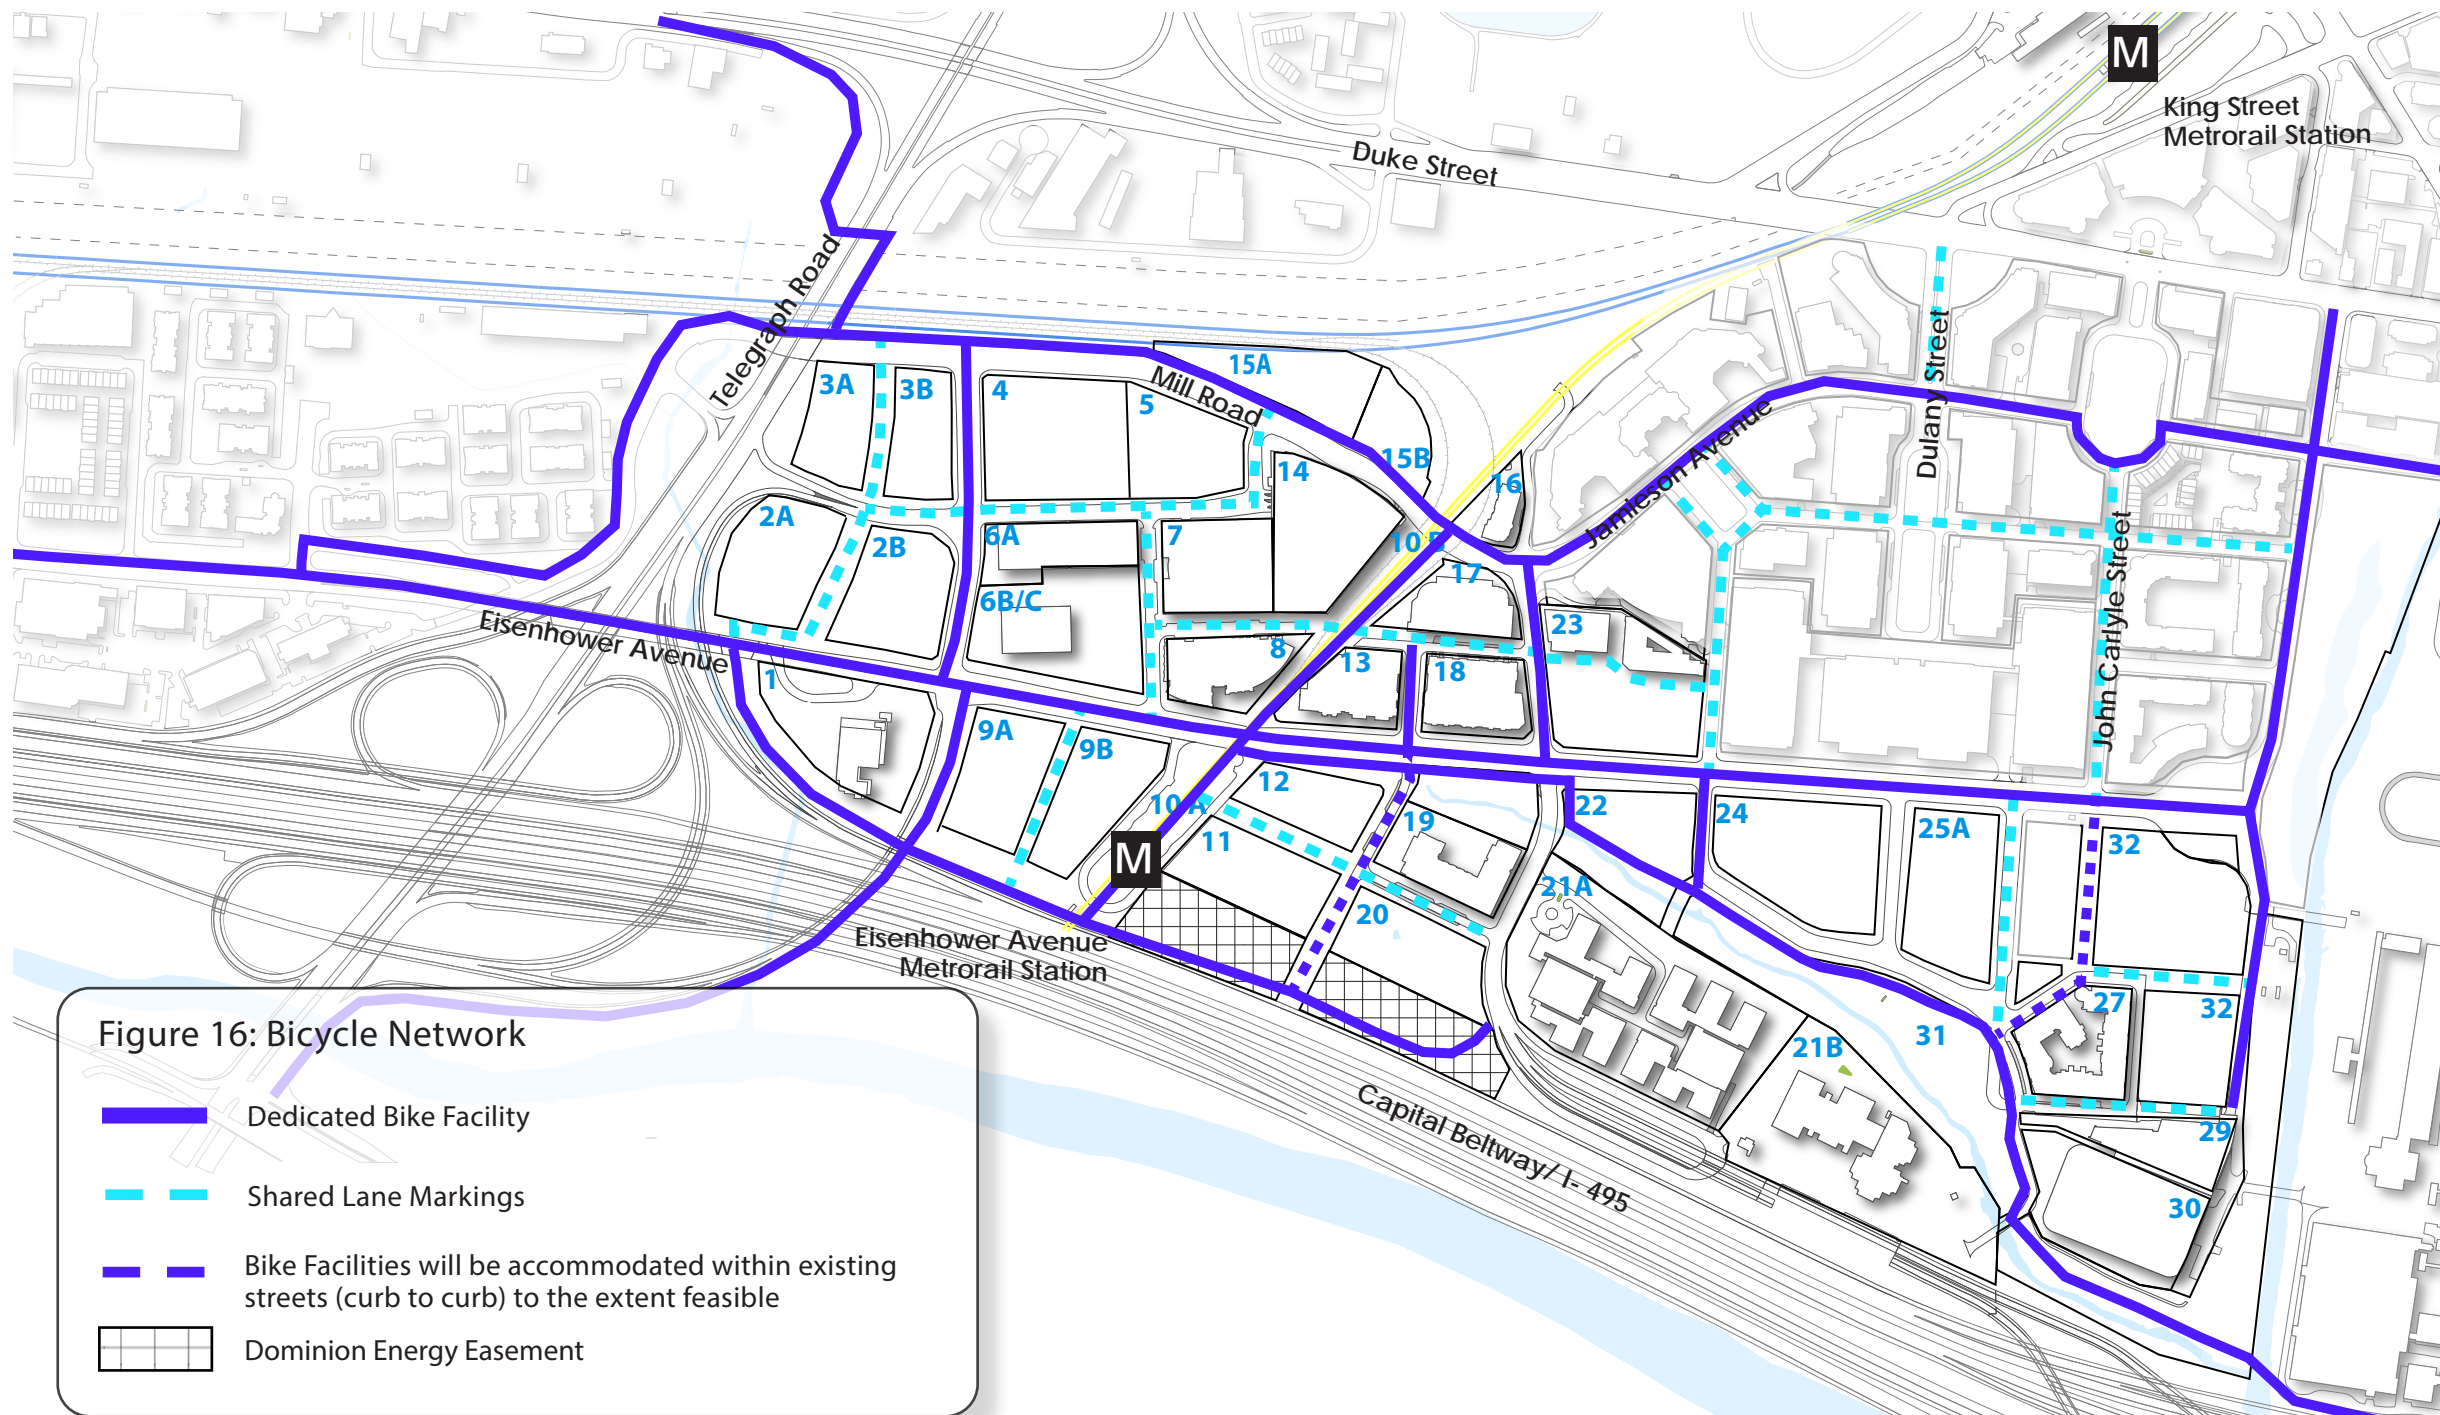 M
King Street
Metrorail Station
Duke Street
Telegraph Road
Dulany Street
15A
3A
3B
4
5
Mill Road
Jamieson Avenue
15B
14
16
2A
2B
6A
7
10 B
17
John Carlyle Street
6B/C
23
Eisenhower Avenue
8
13
18
1
9A
9B
12
10 A
11
19
22
24
25A
32
M
21A
20
Eisenhower Avenue
Metrorail Station
27
32
31
21B
Capital Beltway/ I- 495
29
30
Figure 16: Bicycle Network
Dedicated Bike Facility
Shared Lane Markings
Bike Facilities will be accommodated within existing
streets (curb to curb) to the extent feasible
Dominion Energy Easement